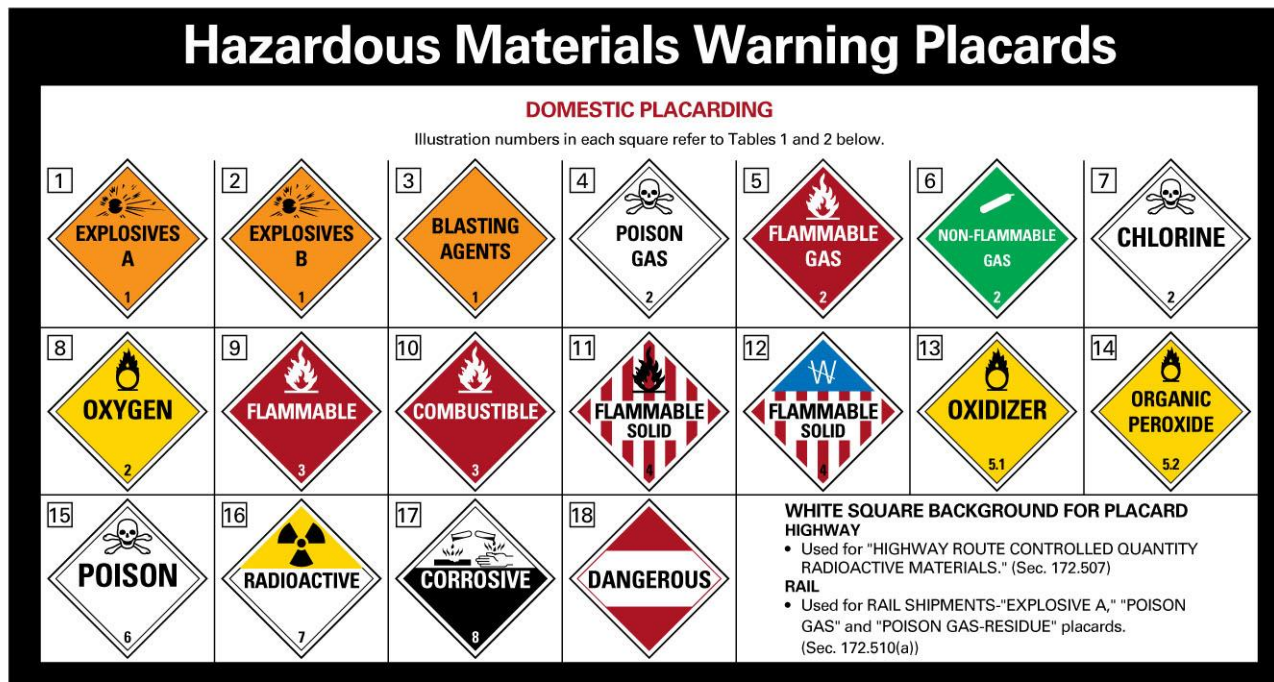 Hazardous Materials Warning Placards
DOMESTIC PLACARDING
Illustration numbers in each square refer to Tables 1 and 2 below.
1
EXPLOSIVES
A
1
2
EXPLOSIVES
B
1
3
BLASTING
AGENTS
1
4
POISON
GAS
2
5
FLAMMABLE
GAS
2
6
NON-FLAMMABLE
GAS
2
7
CHLORINE
2
8
OXYGEN
2
9
FLAMMABLE
3
10
COMBUSTIBLE
3
11
FLAMMABLE
SOLID
4
12
W
FLAMMABLE
SOLID
4
13
OXIDIZER
5.1
14
ORGANIC
PEROXIDE
5.2
15
POISON
6
16
RADIOACTIVE
7
17
CORROSIVE
8
18
DANGEROUS
WHITE SQUARE BACKGROUND FOR PLACARD
HIGHWAY
• Used for "HIGHWAY ROUTE CONTROLLED QUANTITY
RADIOACTIVE MATERIALS." (Sec. 172.507)
RAIL
• Used for RAIL SHIPMENTS-"EXPLOSIVE A," "POISON
GAS" and "POISON GAS-RESIDUE" placards.
(Sec. 172.510(a))